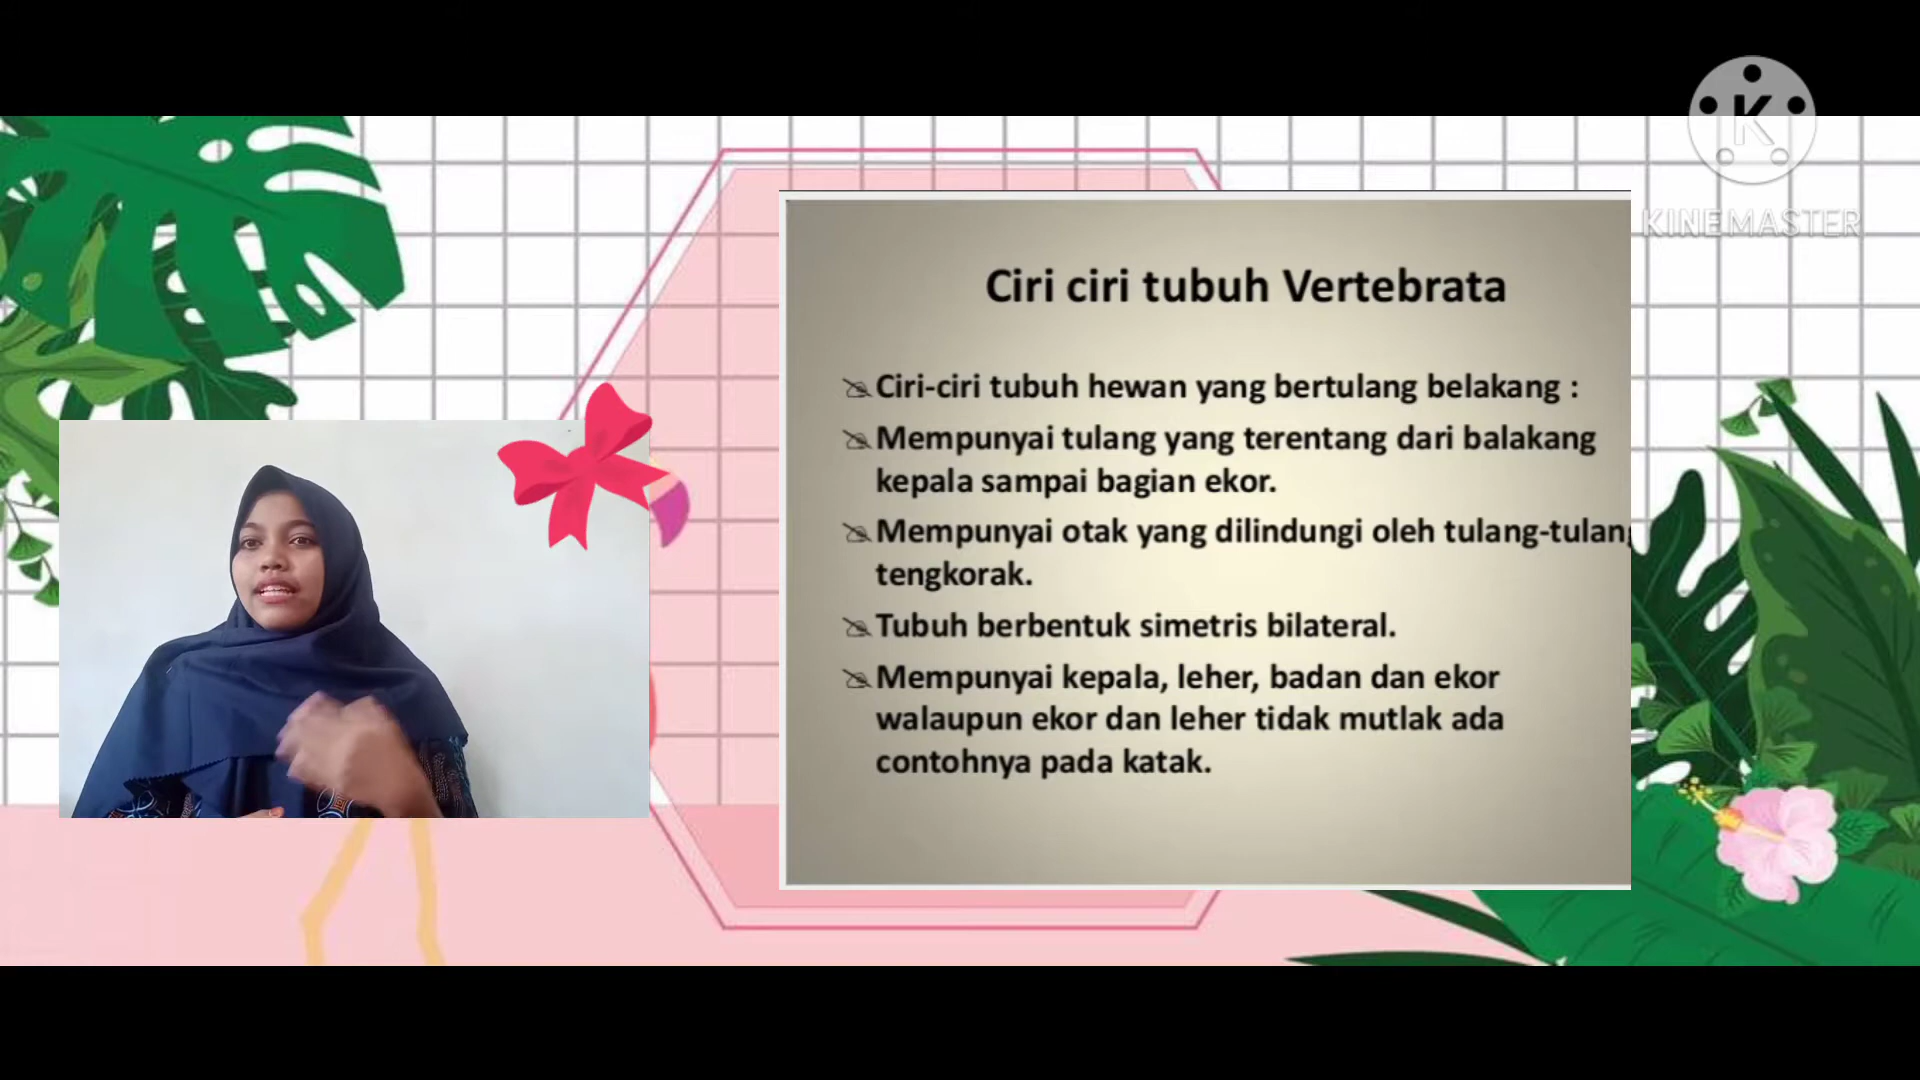 K
KINEMASTER
Ciri ciri tubuh Vertebrata
Ciri-ciri tubuh hewan yang bertulang belakang :
Mempunyai tulang yang terentang dari balakang
kepala sampai bagian ekor.
Mempunyai otak yang dilindungi oleh tulang-tulang
tengkorak.
Tubuh berbentuk simetris bilateral.
Mempunyai kepala, leher, badan dan ekor
walaupun ekor dan leher tidak mutlak ada
contohnya pada katak.